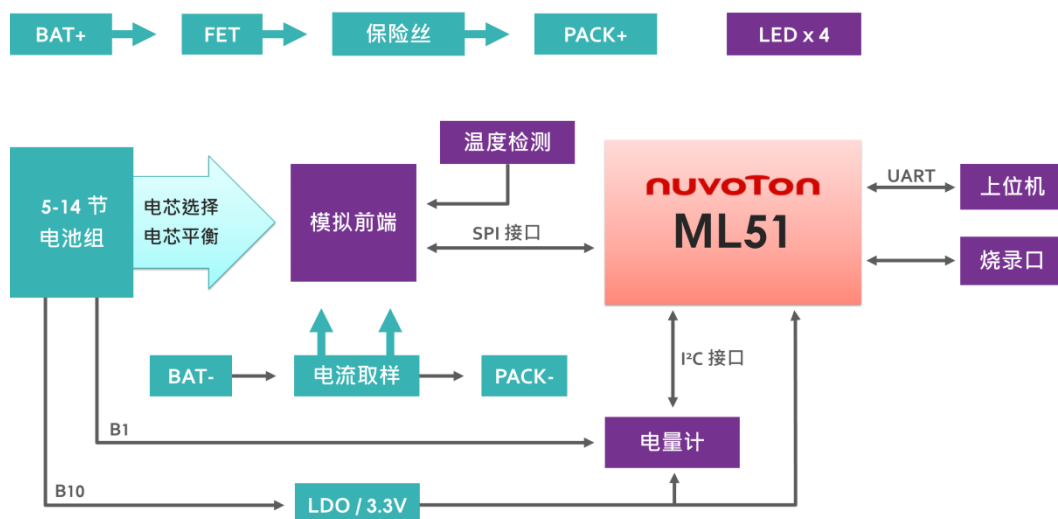 BAT+
FET
保险丝
PACK+
LED x 4
温度检测
5-14 节
电池组
电芯选择
电芯平衡
模拟前端
SPI 接口
nuvoTon
ML51
UART
上位机
烧录口
I²C 接口
BAT-
电流取样
PACK-
B1
电量计
B10
LDO / 3.3V